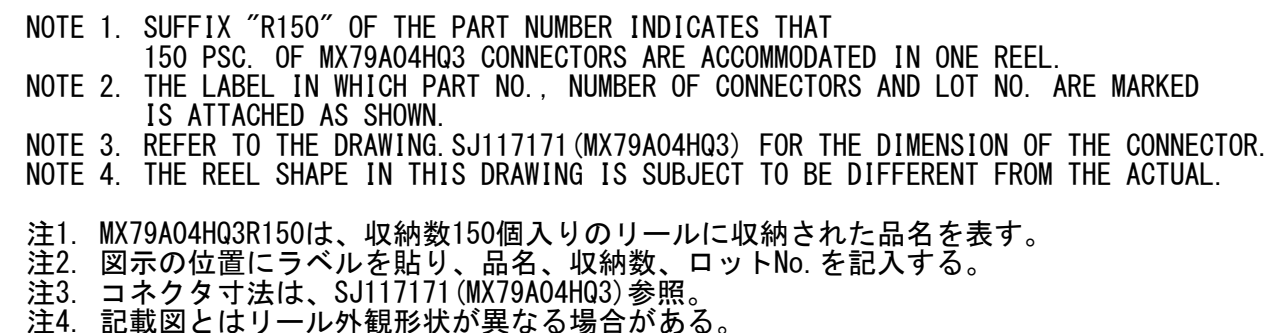 NOTE 1. SUFFIX "R150" OF THE PART NUMBER INDICATES THAT
150 PSC. OF MX79A04HQ3 CONNECTORS ARE ACCOMMODATED IN ONE REEL.
NOTE 2. THE LABEL IN WHICH PART NO., NUMBER OF CONNECTORS AND LOT NO. ARE MARKED
IS ATTACHED AS SHOWN.
NOTE 3. REFER TO THE DRAWING.SJ117171(MX79A04HQ3) FOR THE DIMENSION OF THE CONNECTOR.
NOTE 4. THE REEL SHAPE IN THIS DRAWING IS SUBJECT TO BE DIFFERENT FROM THE ACTUAL.
注1. MX79A04HQ3R150は、収納数150個入りのリールに収納された品名を表す。
注2. 図示の位置にラベルを貼り、品名、収納数、ロットNo.を記入する。
注3. コネクタ寸法は、SJ117171(MX79A04HQ3)参照。
注4. 記載図とはリール外観形状が異なる場合がある。